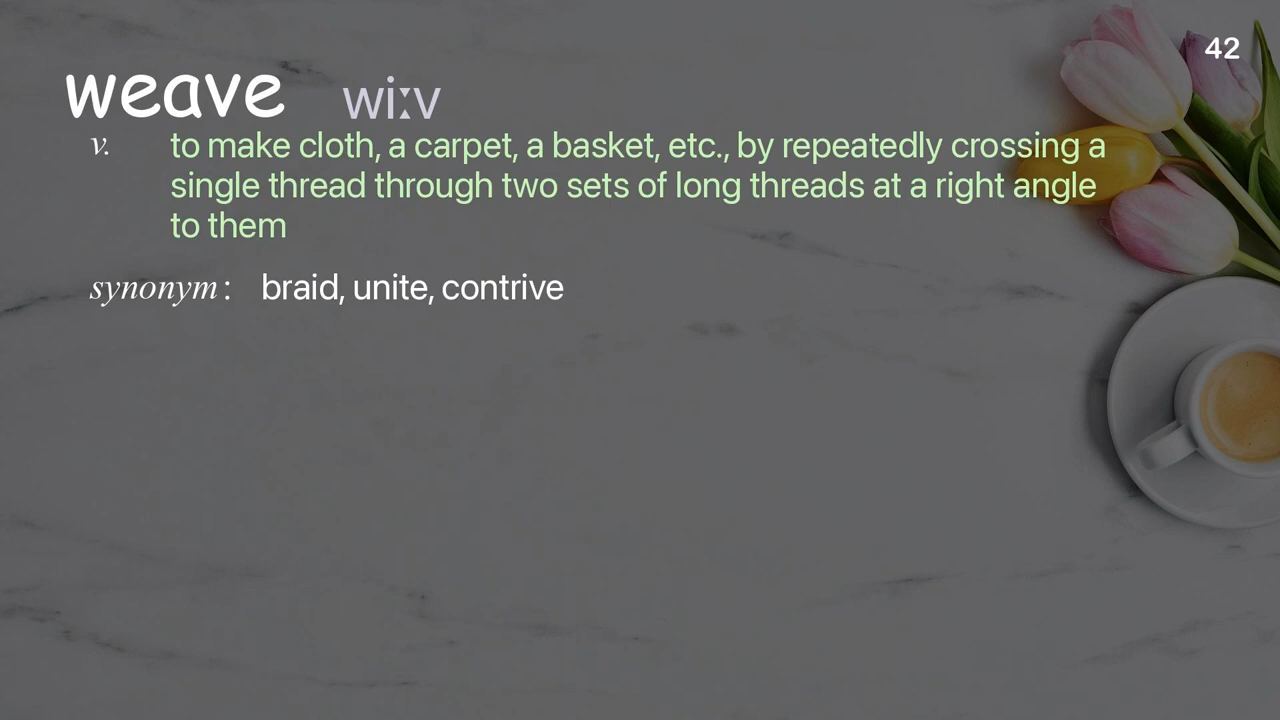 42
weave wiːv
v. to make cloth, a carpet, a basket, etc., by repeatedly crossing a
single thread through two sets of long threads at a right angle
to them
synonym: braid, unite, contrive